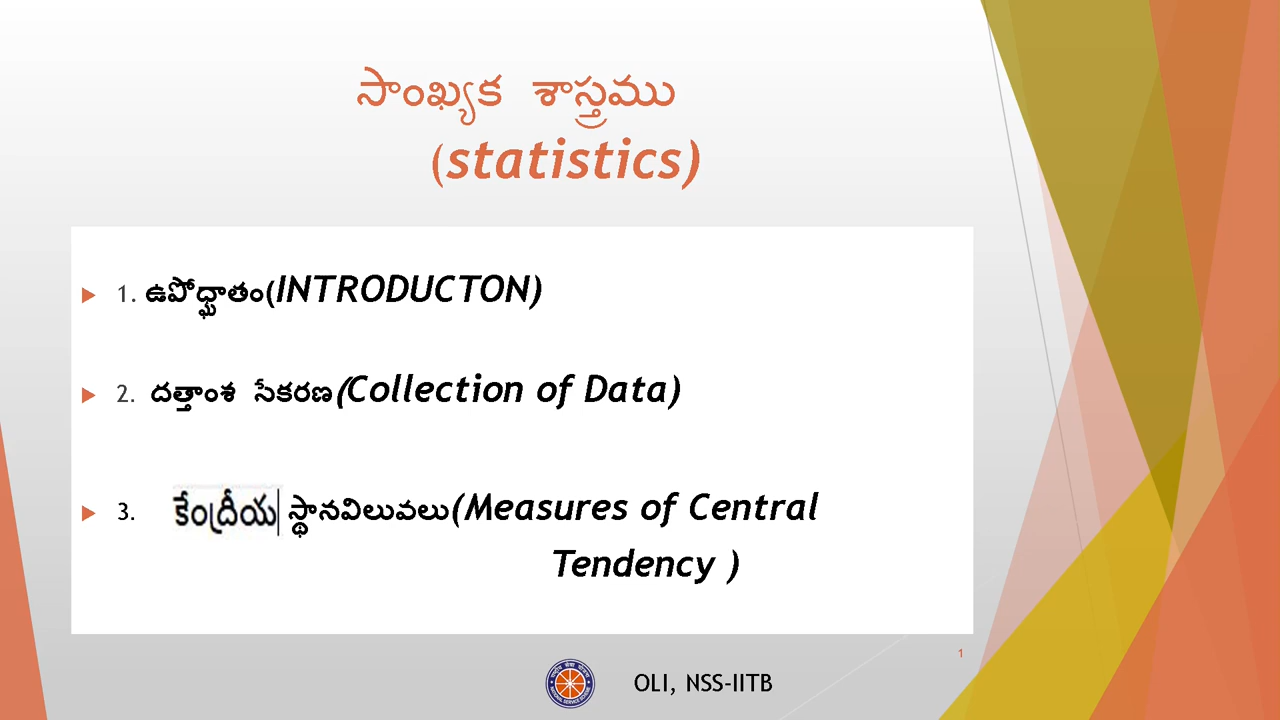 సాంఖ్యక శాస్త్రము
(statistics)
1. ఉపోద్ఘాతం(INTRODUCTON)
2. దత్తాంశ సేకరణ(Collection of Data)
3. కేంద్రీయ స్థానవిలువలు(Measures of Central
Tendency )
1
OLI, NSS-IITB